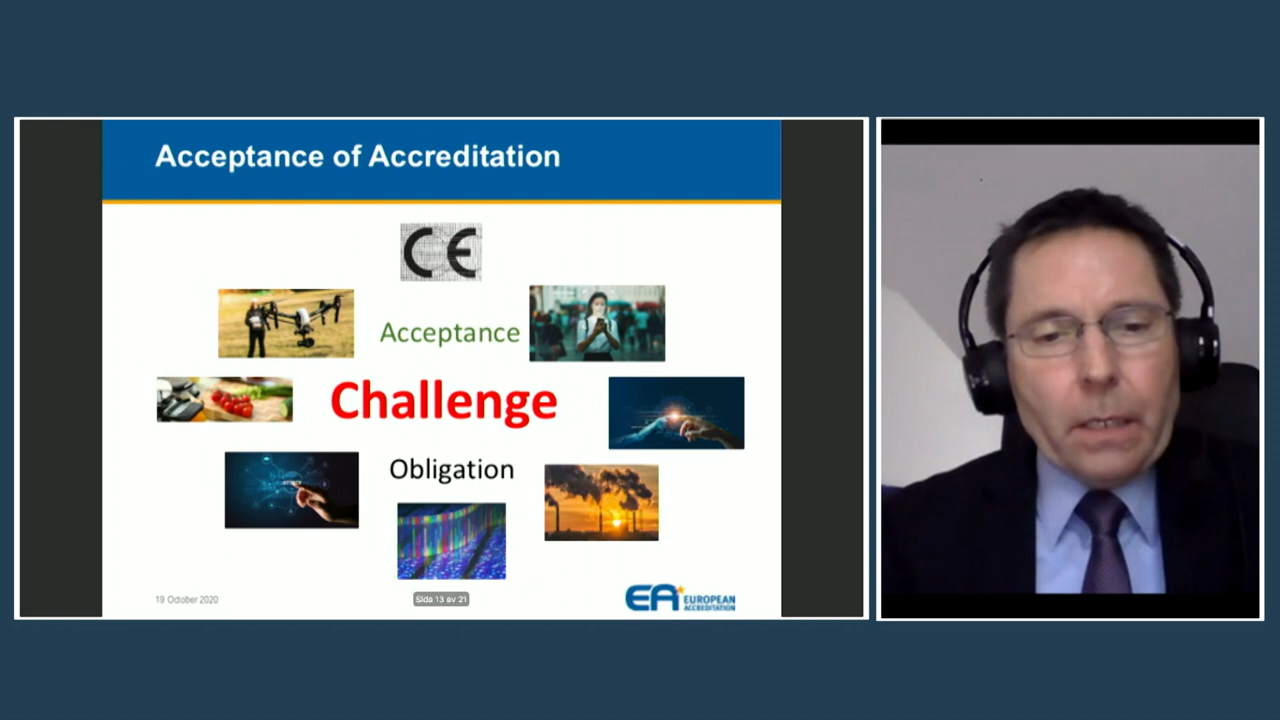 Acceptance of Accreditation
CE
Acceptance
Challenge
Obligation
19 October 2020
Sida 13 av 21
EA EUROPEAN
ACCREDITATION